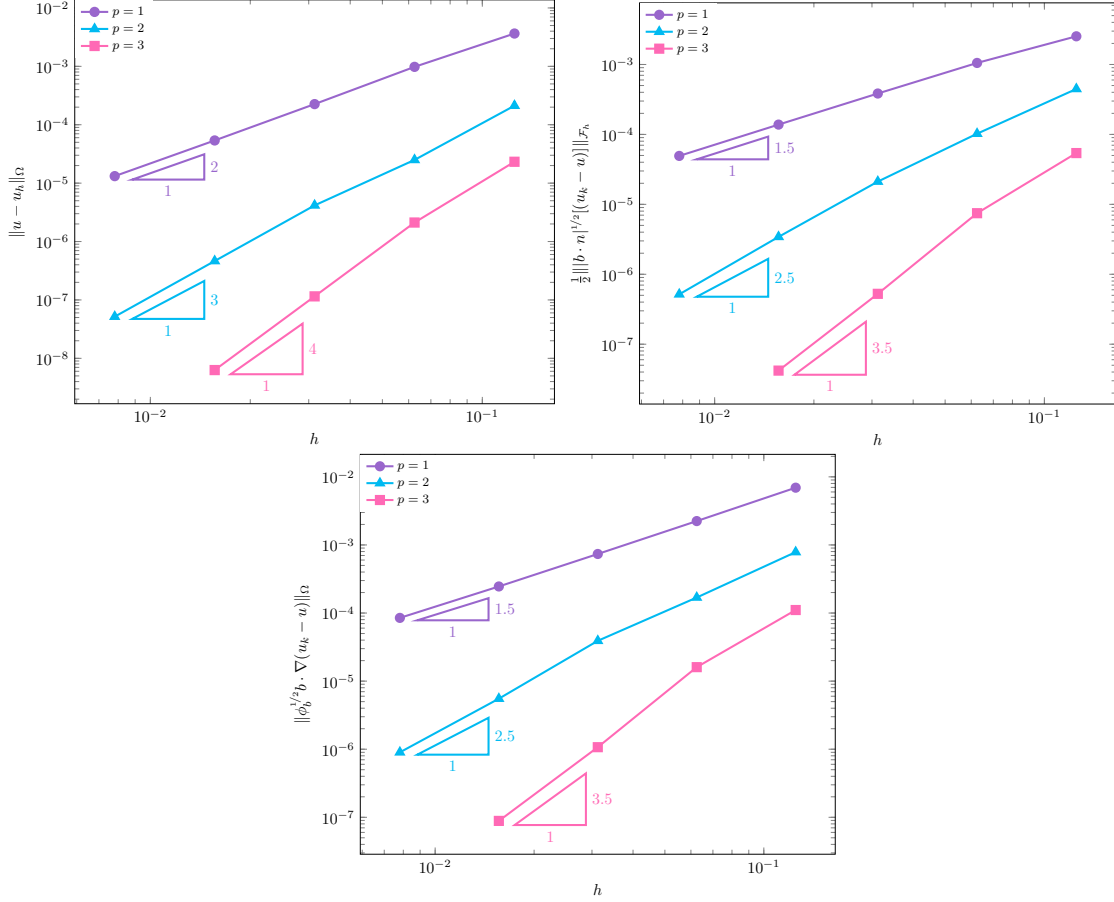 10⁻²
10⁻³
10⁻⁴
10⁻⁵
10⁻⁶
10⁻⁷
10⁻⁸
‖u − u_h‖_Ω
p = 1
p = 2
p = 3
2
1
3
1
4
1
10⁻²
10⁻¹
h
10⁻³
10⁻⁴
10⁻⁵
10⁻⁶
10⁻⁷
½‖|b · n|^{1/2}[(u_k − u)]‖_{ℱ_h}
p = 1
p = 2
p = 3
1.5
1
2.5
1
3.5
1
10⁻²
10⁻¹
h
10⁻²
10⁻³
10⁻⁴
10⁻⁵
10⁻⁶
10⁻⁷
‖ϕ_b^{1/2} b · ∇(u_k − u)‖_Ω
p = 1
p = 2
p = 3
1.5
1
2.5
1
3.5
1
10⁻²
10⁻¹
h